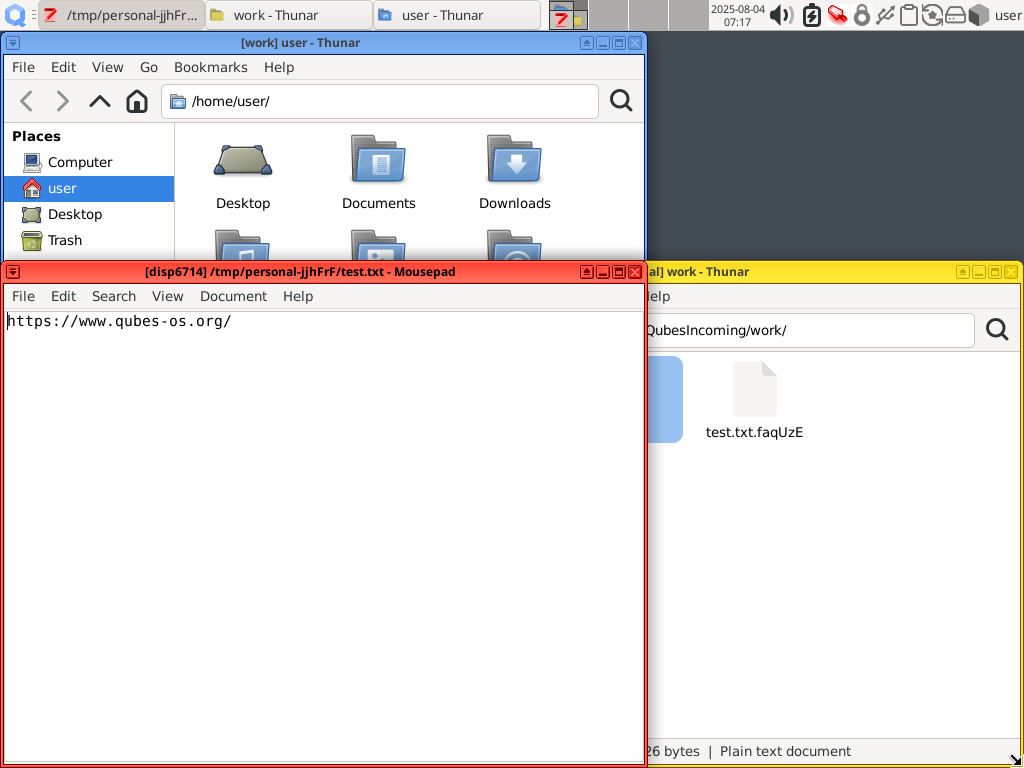 /tmp/personal-jjhFr...
work - Thunar
user - Thunar
2025-08-04
07:17
user
[work] user - Thunar
File Edit View Go Bookmarks Help
/home/user/
Places
Computer
user
Desktop
Trash
Desktop
Documents
Downloads
[disp6714] /tmp/personal-jjhFrF/test.txt - Mousepad
File Edit Search View Document Help
https://www.qubes-os.org/
al] work - Thunar
elp
QubesIncoming/work/
test.txt.faqUzE
26 bytes | Plain text document